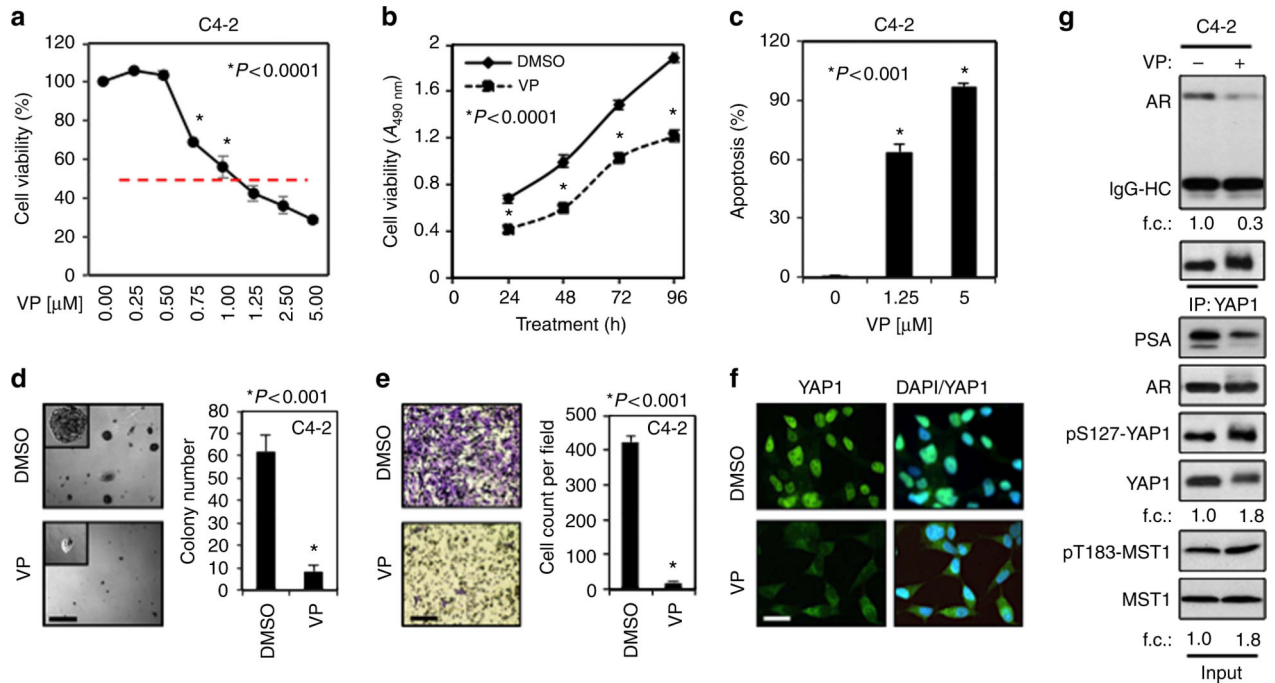 a
C4-2
Cell viability (%)
120
100
80
60
40
20
0
*P<0.0001
*
*
VP [μM]
0.00
0.25
0.50
0.75
1.00
1.25
2.50
5.00
b
Cell viability (A490 nm)
2
1.6
1.2
0.8
0.4
0
DMSO
VP
*P<0.0001
*
*
*
*
0 24 48 72 96
Treatment (h)
c
C4-2
Apoptosis (%)
120
90
60
30
0
*P<0.001
*
*
0 1.25 5
VP [μM]
d
DMSO
VP
*P<0.001
C4-2
Colony number
80
70
60
50
40
30
20
10
0
*
DMSO
VP
e
DMSO
VP
*P<0.001
C4-2
Cell count per field
500
400
300
200
100
0
*
DMSO
VP
f
YAP1 DAPI/YAP1
DMSO
VP
g
C4-2
VP: – +
AR
IgG-HC
f.c.: 1.0 0.3
IP: YAP1
PSA
AR
pS127-YAP1
YAP1
f.c.: 1.0 1.8
pT183-MST1
MST1
f.c.: 1.0 1.8
Input